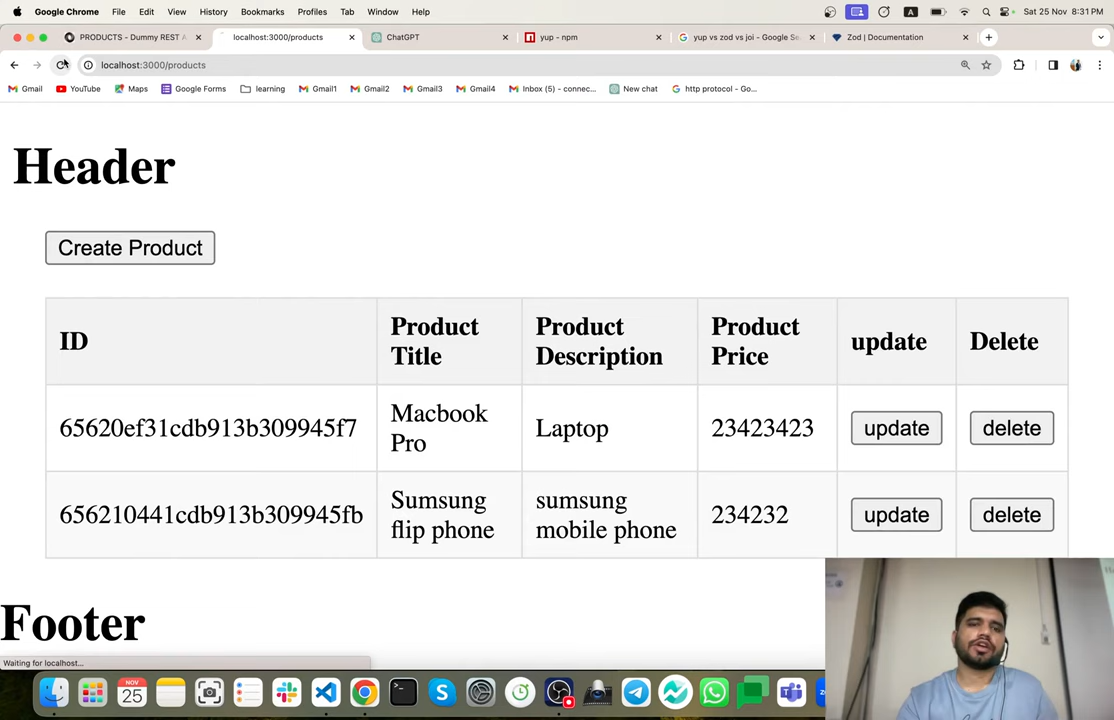 Google Chrome File Edit View History Bookmarks Profiles Tab Window Help A Sat 25 Nov 8:31 PM
PRODUCTS - Dummy REST A localhost:3000/products ChatGPT yup - npm yup vs zod vs joi - Google Se Zod | Documentation
localhost:3000/products
Gmail YouTube Maps Google Forms learning Gmail1 Gmail2 Gmail3 Gmail4 Inbox (5) - connec... New chat http protocol - Go...
Header
Create Product
ID Product Title Product Description Product Price update Delete
65620ef31cdb913b309945f7 Macbook Pro Laptop 23423423 update delete
656210441cdb913b309945fb Sumsung flip phone sumsung mobile phone 234232 update delete
Footer
Waiting for localhost...
NOV
25